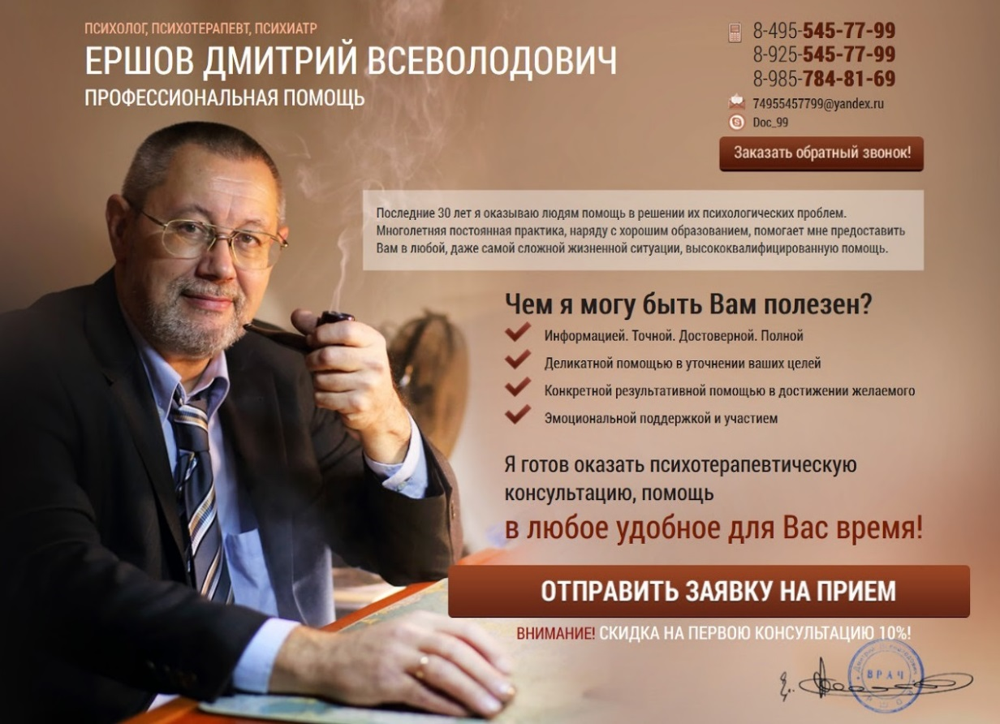 ПСИХОЛОГ, ПСИХОТЕРАПЕВТ, ПСИХИАТР
ЕРШОВ ДМИТРИЙ ВСЕВОЛОДОВИЧ
ПРОФЕССИОНАЛЬНАЯ ПОМОЩЬ
8-495-545-77-99
8-925-545-77-99
8-985-784-81-69
74955457799@yandex.ru
Doc_99
Заказать обратный звонок!
Последние 30 лет я оказываю людям помощь в решении их психологических проблем.
Многолетняя постоянная практика, наряду с хорошим образованием, помогает мне предоставить
Вам в любой, даже самой сложной жизненной ситуации, высококвалифицированную помощь.
Чем я могу быть Вам полезен?
Информацией. Точной. Достоверной. Полной
Деликатной помощью в уточнении ваших целей
Конкретной результативной помощью в достижении желаемого
Эмоциональной поддержкой и участием
Я готов оказать психотерапевтическую
консультацию, помощь
в любое удобное для Вас время!
ОТПРАВИТЬ ЗАЯВКУ НА ПРИЕМ
ВНИМАНИЕ! СКИДКА НА ПЕРВОЮ КОНСУЛЬТАЦИЮ 10%!
ВРАЧ